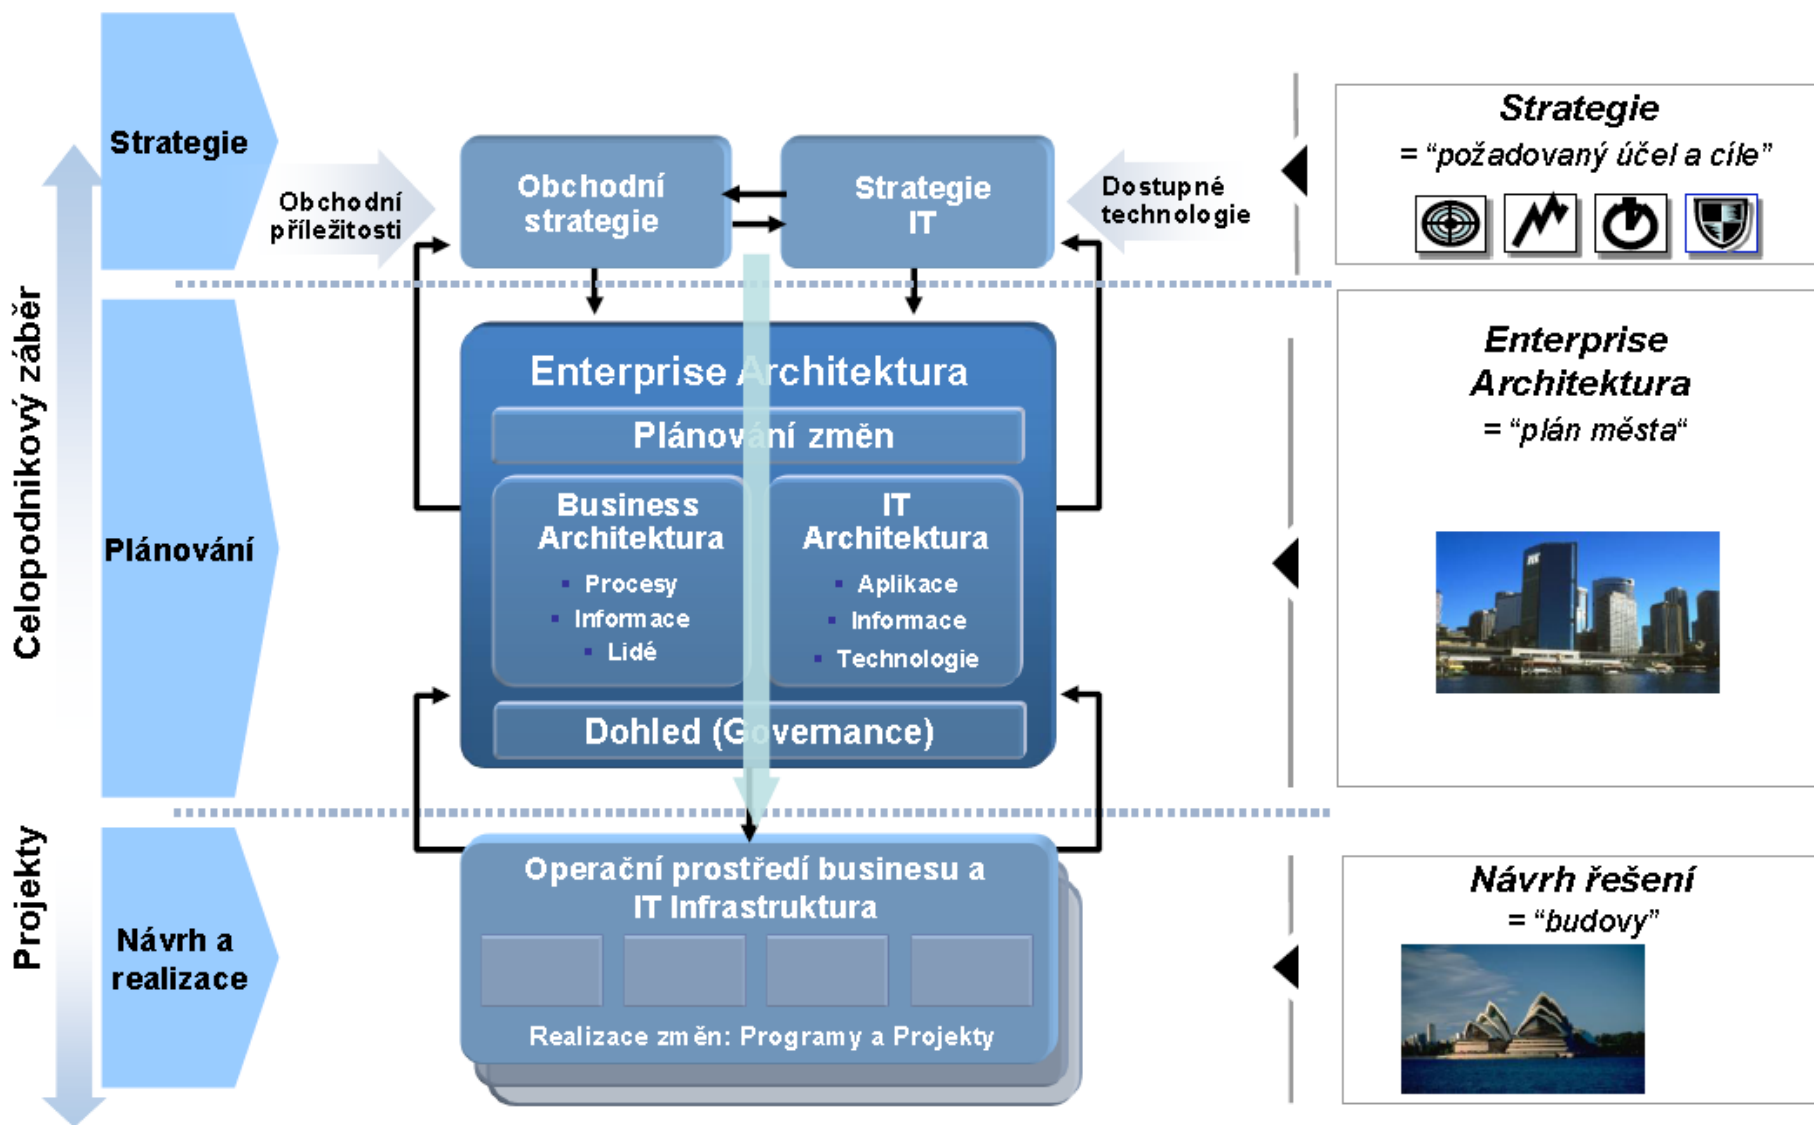 Strategie
Celopodnikový záběr
Plánování
Projekty
Návrh a
realizace
Obchodní
příležitosti
Obchodní
strategie
Strategie
IT
Dostupné
technologie
Enterprise Architektura
Plánování změn
Business
Architektura
▪ Procesy
▪ Informace
▪ Lidé
IT
Architektura
▪ Aplikace
▪ Informace
▪ Technologie
Dohled (Governance)
Operační prostředí businesu a
IT Infrastruktura
Realizace změn: Programy a Projekty
Strategie
= “požadovaný účel a cíle”
Enterprise
Architektura
= “plán města“
Návrh řešení
= “budovy”